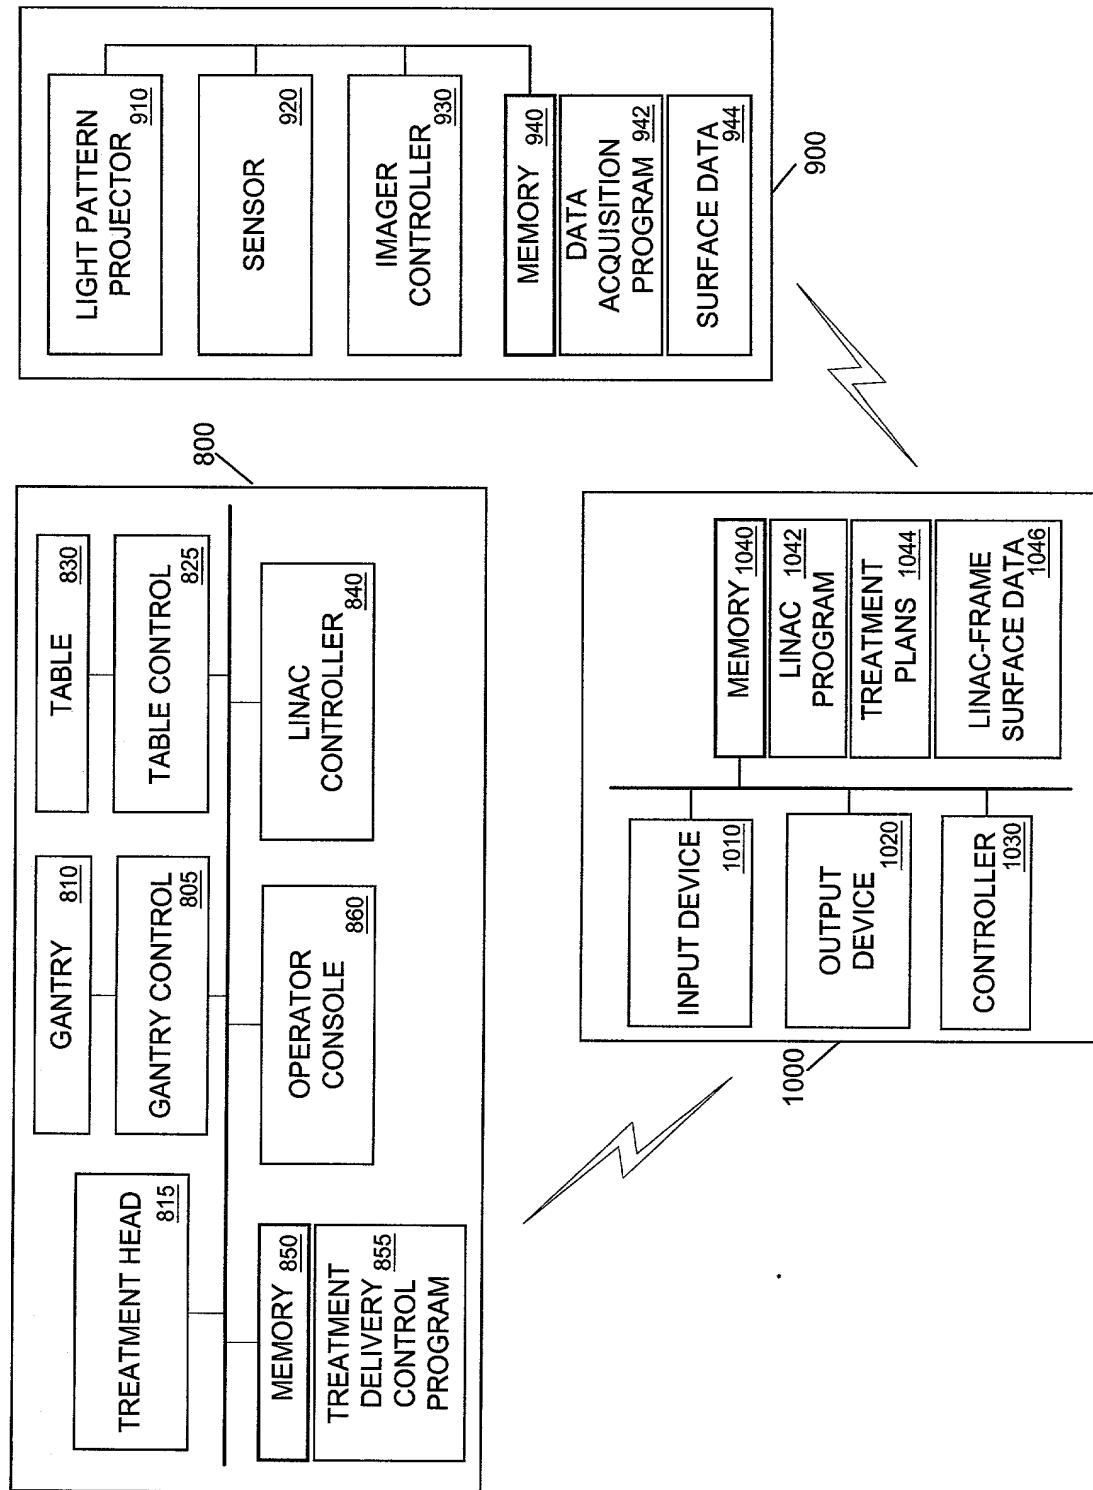 TREATMENT HEAD
815
GANTRY
810
GANTRY CONTROL
805
TABLE
830
TABLE CONTROL
825
MEMORY
850
TREATMENT
DELIVERY
855
CONTROL
PROGRAM
OPERATOR
CONSOLE
860
LINAC
CONTROLLER
840
800
LIGHT PATTERN
PROJECTOR
910
SENSOR
920
IMAGER
CONTROLLER
930
MEMORY
940
DATA
ACQUISITION
PROGRAM
942
SURFACE DATA
944
900
INPUT DEVICE
1010
OUTPUT
DEVICE
1020
CONTROLLER
1030
MEMORY
1040
LINAC
1042
PROGRAM
TREATMENT
PLANS
1044
LINAC-FRAME
SURFACE DATA
1046
1000